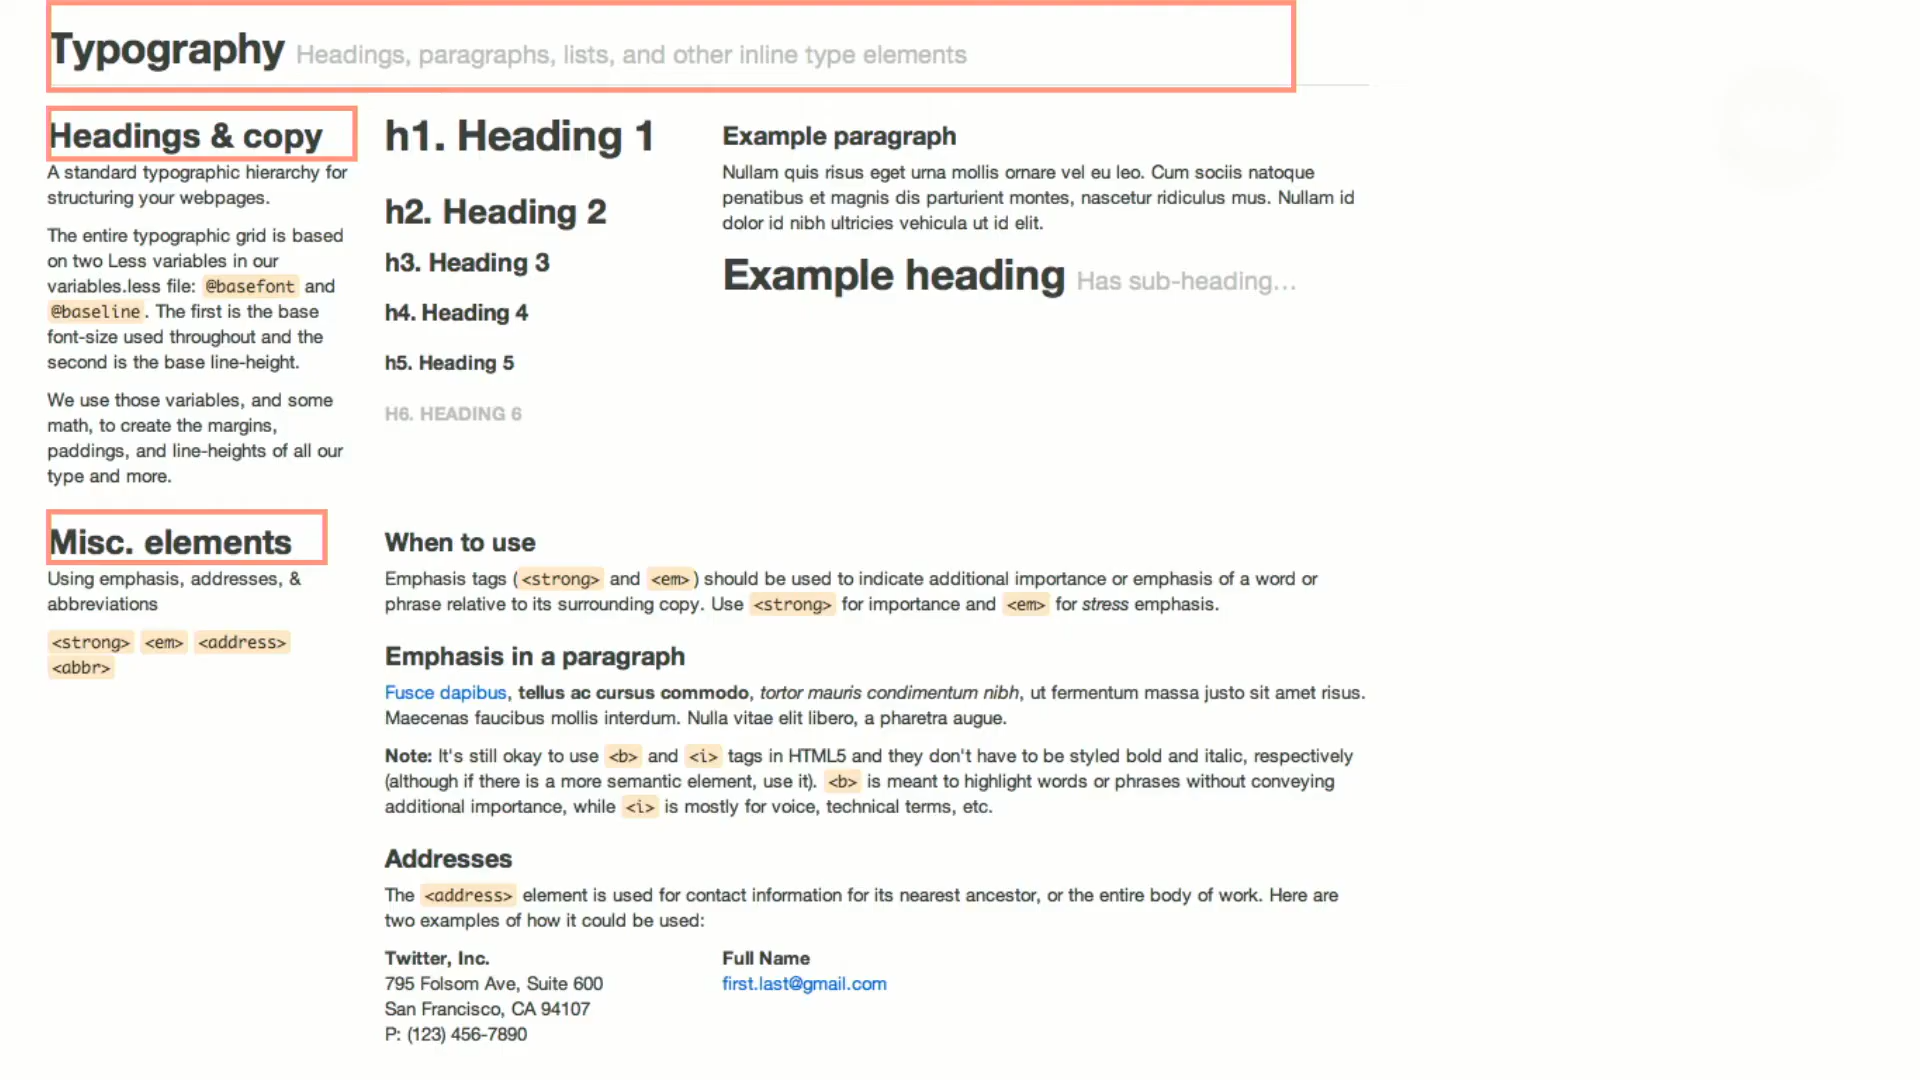 Typography Headings, paragraphs, lists, and other inline type elements
Headings & copy
A standard typographic hierarchy for
structuring your webpages.
The entire typographic grid is based
on two Less variables in our
variables.less file: @basefont and
@baseline. The first is the base
font-size used throughout and the
second is the base line-height.
We use those variables, and some
math, to create the margins,
paddings, and line-heights of all our
type and more.
h1. Heading 1
h2. Heading 2
h3. Heading 3
h4. Heading 4
h5. Heading 5
H6. HEADING 6
Example paragraph
Nullam quis risus eget urna mollis ornare vel eu leo. Cum sociis natoque
penatibus et magnis dis parturient montes, nascetur ridiculus mus. Nullam id
dolor id nibh ultricies vehicula ut id elit.
Example heading Has sub-heading…
Misc. elements
Using emphasis, addresses, &
abbreviations
<strong> <em> <address>
<abbr>
When to use
Emphasis tags (<strong> and <em>) should be used to indicate additional importance or emphasis of a word or
phrase relative to its surrounding copy. Use <strong> for importance and <em> for stress emphasis.
Emphasis in a paragraph
Fusce dapibus, tellus ac cursus commodo, tortor mauris condimentum nibh, ut fermentum massa justo sit amet risus.
Maecenas faucibus mollis interdum. Nulla vitae elit libero, a pharetra augue.
Note: It's still okay to use <b> and <i> tags in HTML5 and they don't have to be styled bold and italic, respectively
(although if there is a more semantic element, use it). <b> is meant to highlight words or phrases without conveying
additional importance, while <i> is mostly for voice, technical terms, etc.
Addresses
The <address> element is used for contact information for its nearest ancestor, or the entire body of work. Here are
two examples of how it could be used:
Twitter, Inc.
795 Folsom Ave, Suite 600
San Francisco, CA 94107
P: (123) 456-7890
Full Name
first.last@gmail.com